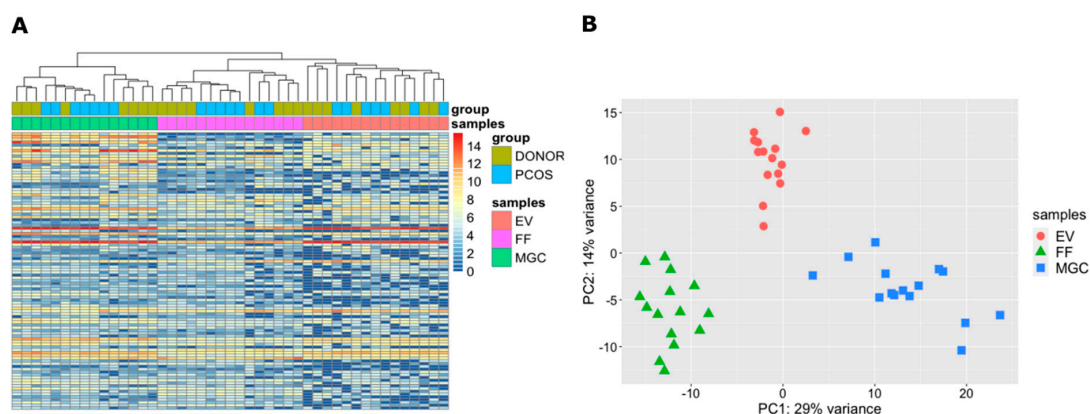 A
group
samples
14
12
10
8
6
4
2
0
group
DONOR
PCOS
samples
EV
FF
MGC
B
15
10
5
0
-5
-10
PC2: 14% variance
-10
0
10
20
PC1: 29% variance
samples
EV
FF
MGC